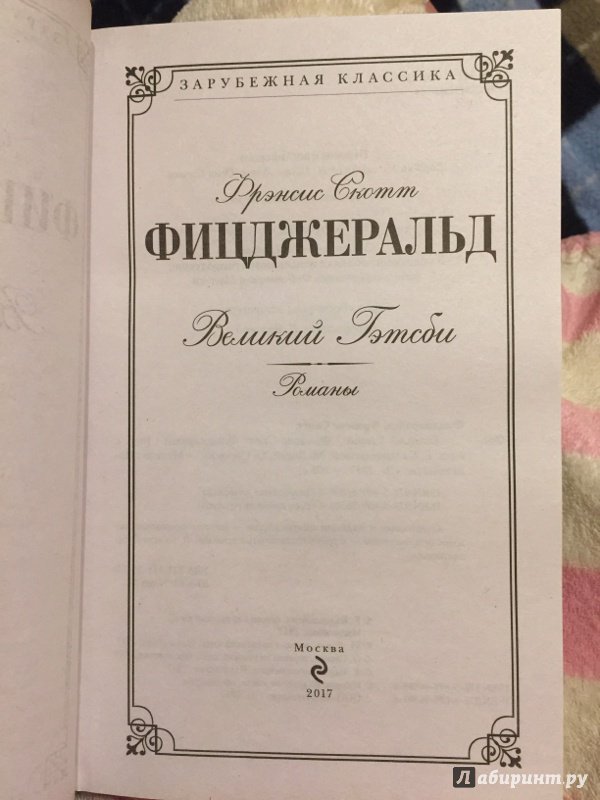 ЗАРУБЕЖНАЯ КЛАССИКА
Фрэнсис Скотт
ФИЦДЖЕРАЛЬД
Великий Гэтсби
Романы
Москва
2017
Лабиринт.ру